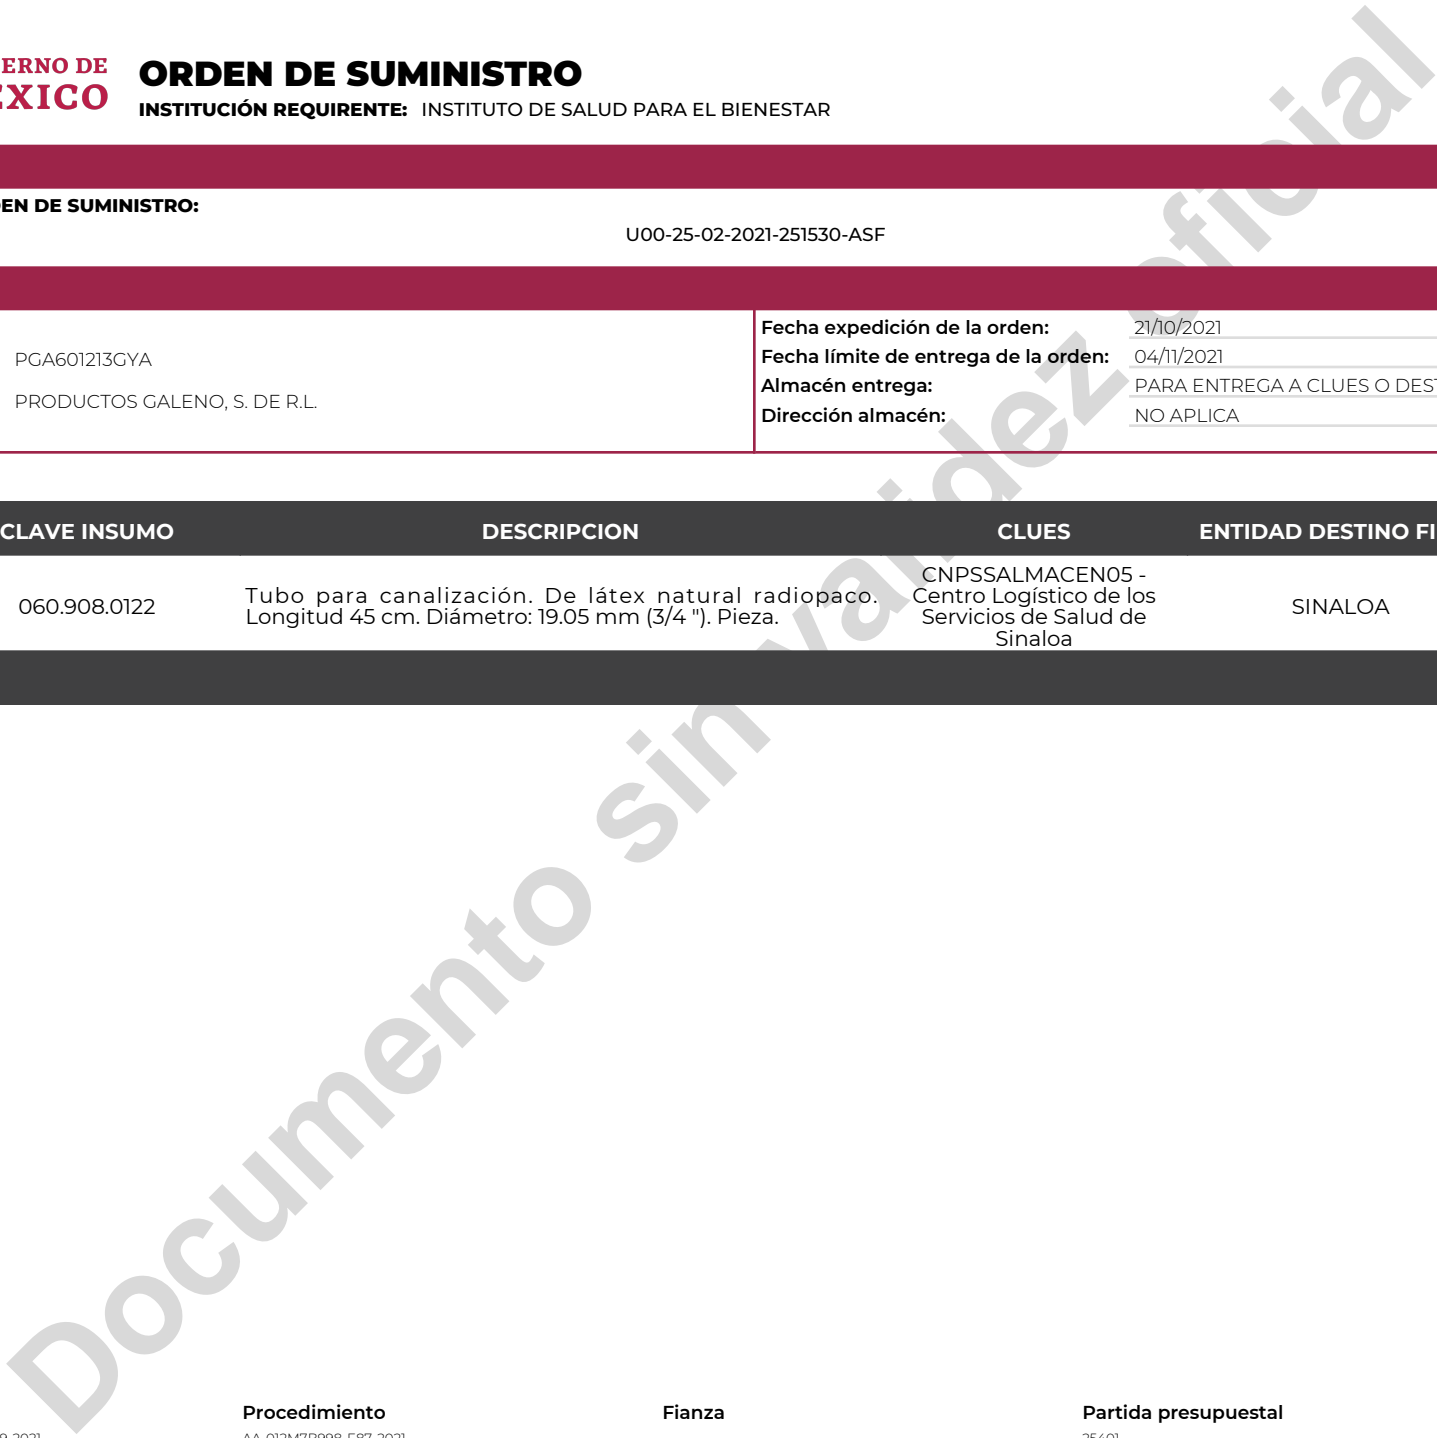 ERNO DE
EXICO
ORDEN DE SUMINISTRO
INSTITUCIÓN REQUIRENTE: INSTITUTO DE SALUD PARA EL BIENESTAR
EN DE SUMINISTRO:
U00-25-02-2021-251530-ASF
PGA601213GYA
PRODUCTOS GALENO, S. DE R.L.
Fecha expedición de la orden: 21/10/2021
Fecha límite de entrega de la orden: 04/11/2021
Almacén entrega: PARA ENTREGA A CLUES O DEST
Dirección almacén: NO APLICA
CLAVE INSUMO DESCRIPCION CLUES ENTIDAD DESTINO FI
060.908.0122
Tubo para canalización. De látex natural radiopaco.
Longitud 45 cm. Diámetro: 19.05 mm (3/4 "). Pieza.
CNPSSALMACEN05 -
Centro Logístico de los
Servicios de Salud de
Sinaloa
SINALOA
Documento sin validez oficial
Procedimiento Fianza Partida presupuestal